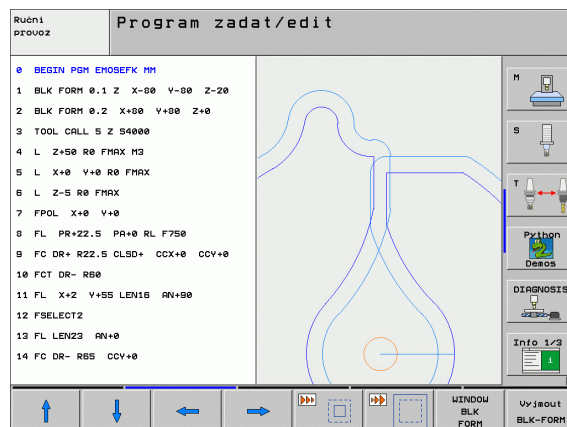 Ruční
provoz
Program zadat/edit
0 BEGIN PGM EMOSEFK MM
1 BLK FORM 0.1 Z X-80 Y-80 Z-20
2 BLK FORM 0.2 X+80 Y+80 Z+0
3 TOOL CALL 5 Z S4000
4 L Z+50 R0 FMAX M3
5 L X+0 Y+0 R0 FMAX
6 L Z-5 R0 FMAX
7 FPOL X+0 Y+0
8 FL PR+22.5 PA+0 RL F750
9 FC DR+ R22.5 CLSD+ CCX+0 CCY+0
10 FCT DR- R60
11 FL X+2 Y+55 LEN16 AN+90
12 FSELECT2
13 FL LEN23 AN+0
14 FC DR- R65 CCY+0
M
S
T
Python
Demos
DIAGNOSIS
Info 1/3
i
WINDOW
BLK
FORM
Vyjmout
BLK-FORM